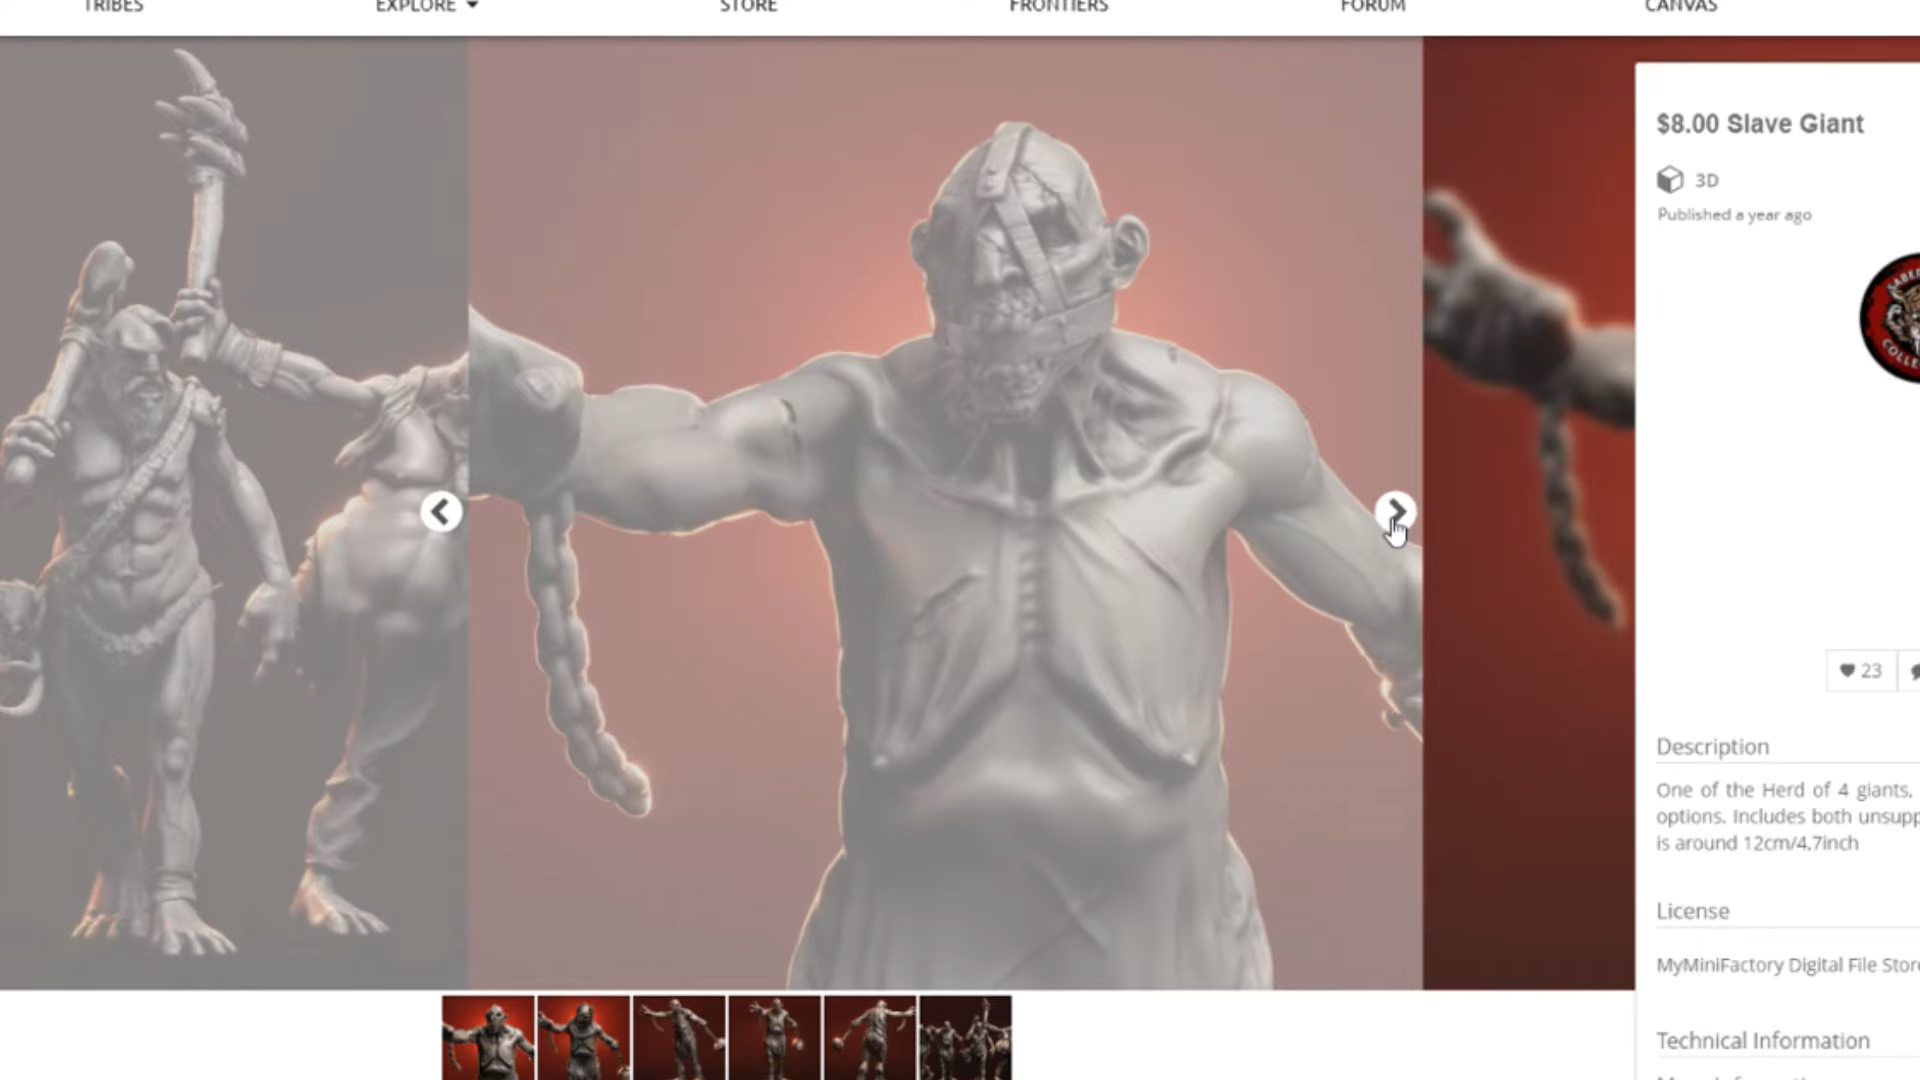 TRIBES
EXPLORE
STORE
FRONTIERS
FORUM
CANVAS
$8.00 Slave Giant
3D
Published a year ago
23
Description
One of the Herd of 4 giants,
options. Includes both unsupp
is around 12cm/4,7inch
License
MyMiniFactory Digital File Store
Technical Information